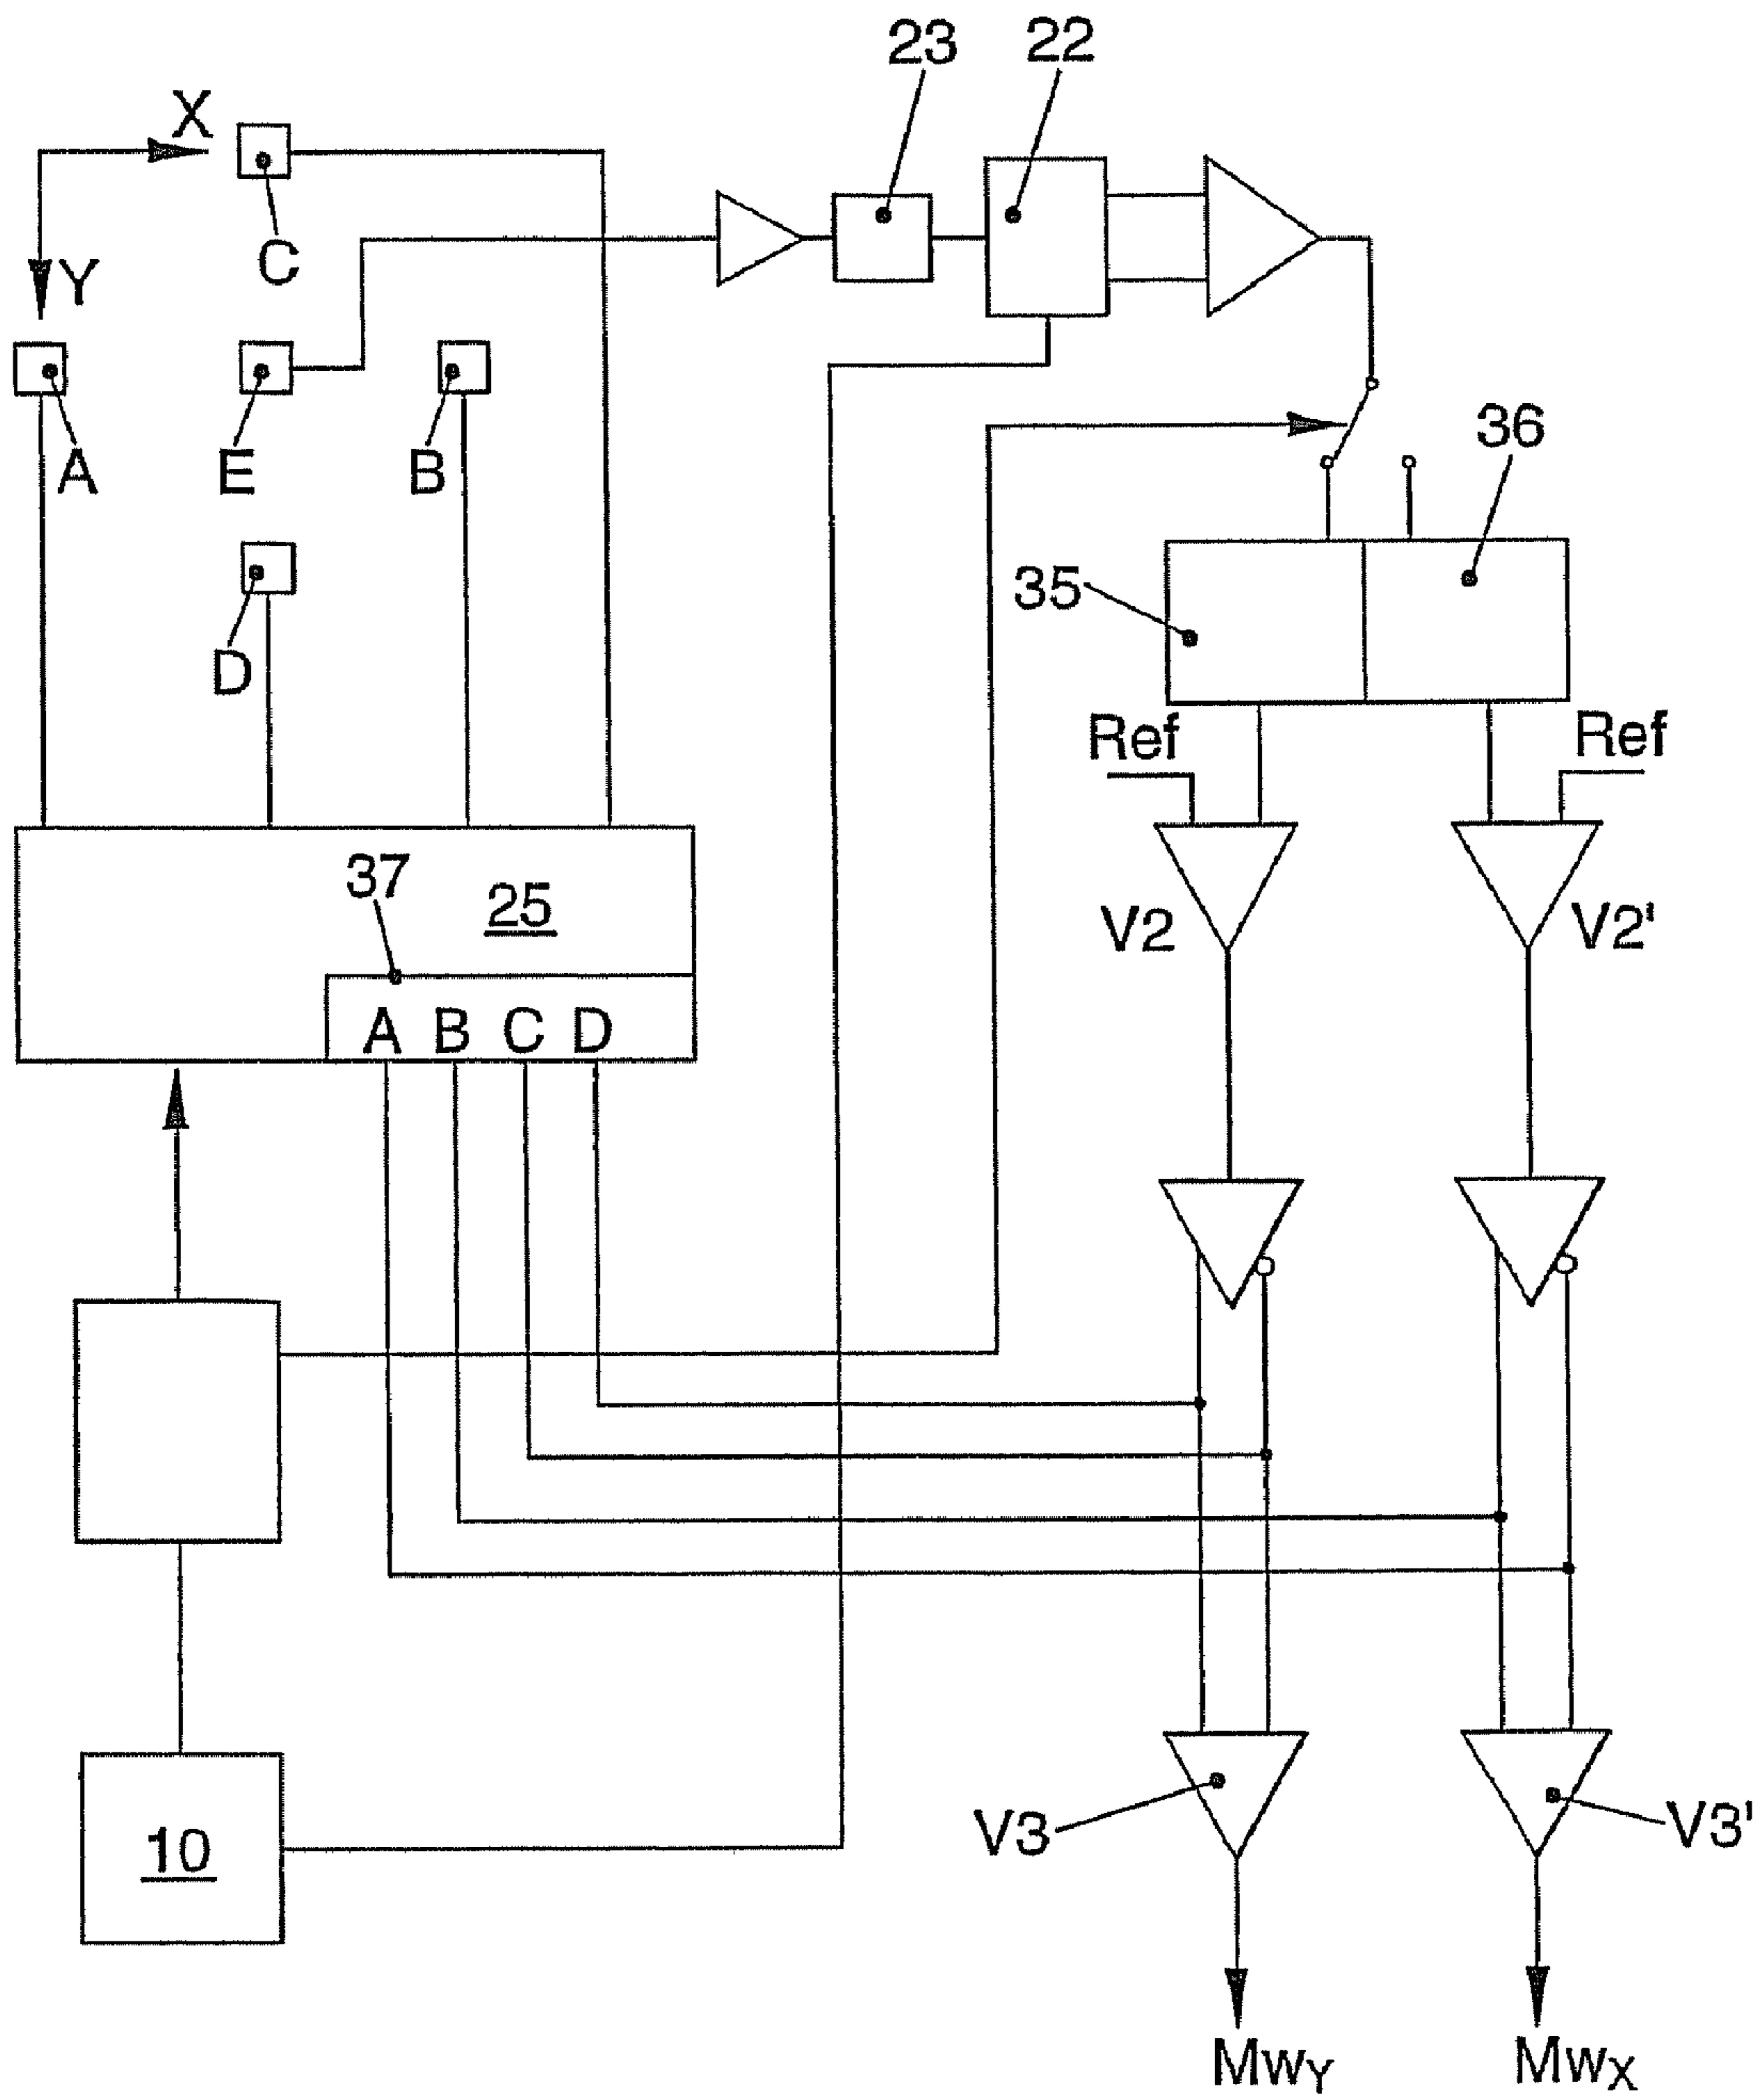 23 22
X
C
Y
36
A E B
35
D
Ref Ref
37 25
V2 V2'
A B C D
V3 V3'
10
MwY MwX